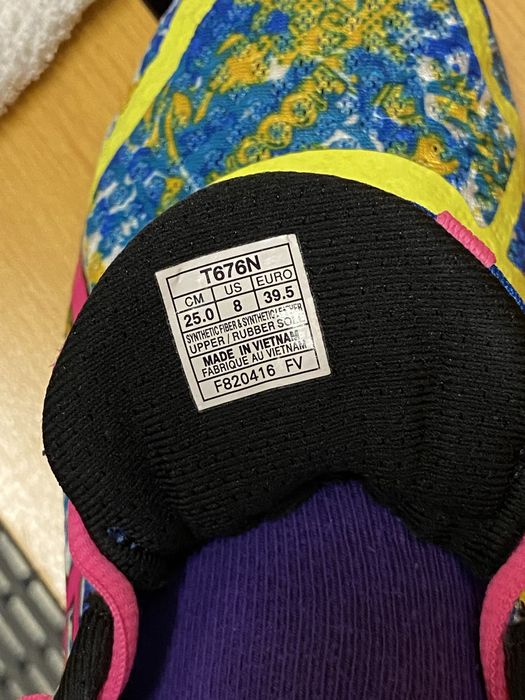 T676N
CM US EURO
25.0 8 39.5
SYNTHETIC FIBER & SYNTHETIC LEATHER
UPPER / RUBBER SOLE
MADE IN VIETNAM
FABRIQUE AU VIETNAM
F820416 FV